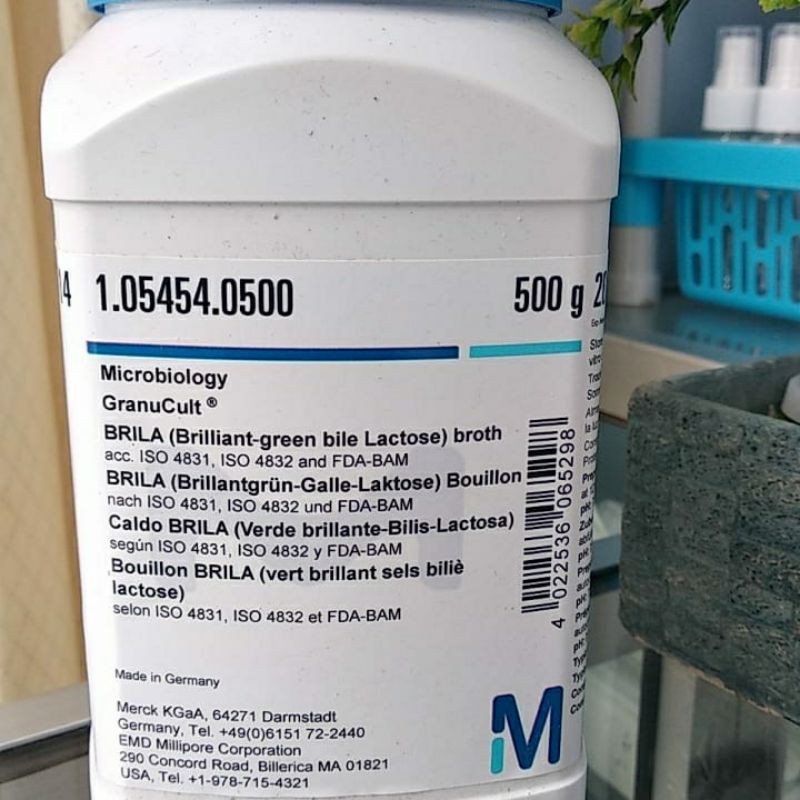 1.05454.0500
500 g
Microbiology
GranuCult ®
BRILA (Brilliant-green bile Lactose) broth
acc. ISO 4831, ISO 4832 and FDA-BAM
BRILA (Brillantgrün-Galle-Laktose) Bouillon
nach ISO 4831, ISO 4832 und FDA-BAM
Caldo BRILA (Verde brillante-Bilis-Lactosa)
según ISO 4831, ISO 4832 y FDA-BAM
Bouillon BRILA (vert brillant sels biliè
lactose)
selon ISO 4831, ISO 4832 et FDA-BAM
4 022536 065298
Made in Germany
Merck KGaA, 64271 Darmstadt
Germany, Tel. +49(0)6151 72-2440
EMD Millipore Corporation
290 Concord Road, Billerica MA 01821
USA, Tel. +1-978-715-4321
M